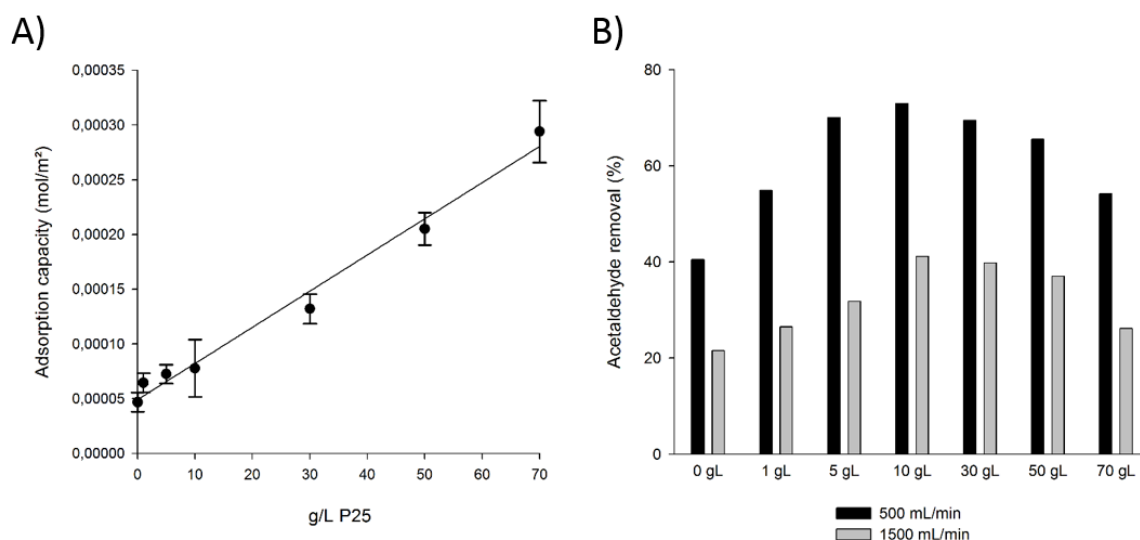 A)
Adsorption capacity (mol/m²)
0,00035
0,00030
0,00025
0,00020
0,00015
0,00010
0,00005
0,00000
0 10 20 30 40 50 60 70
g/L P25
B)
Acetaldehyde removal (%)
80
60
40
20
0
0 gL 1 gL 5 gL 10 gL 30 gL 50 gL 70 gL
500 mL/min
1500 mL/min